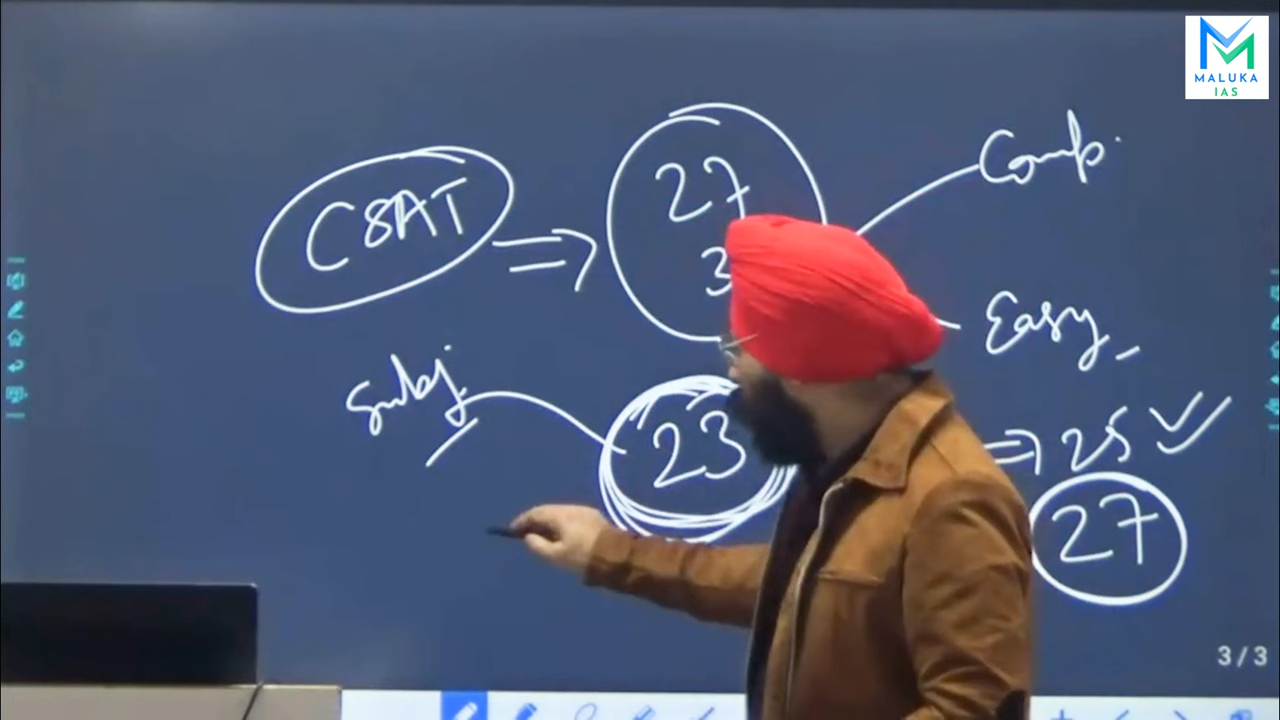 MALUKA
IAS
Comp.
CSAT ⇒ 27
3
Easy
Subj 23 ⇒ 25 ✓✓
27
3/3